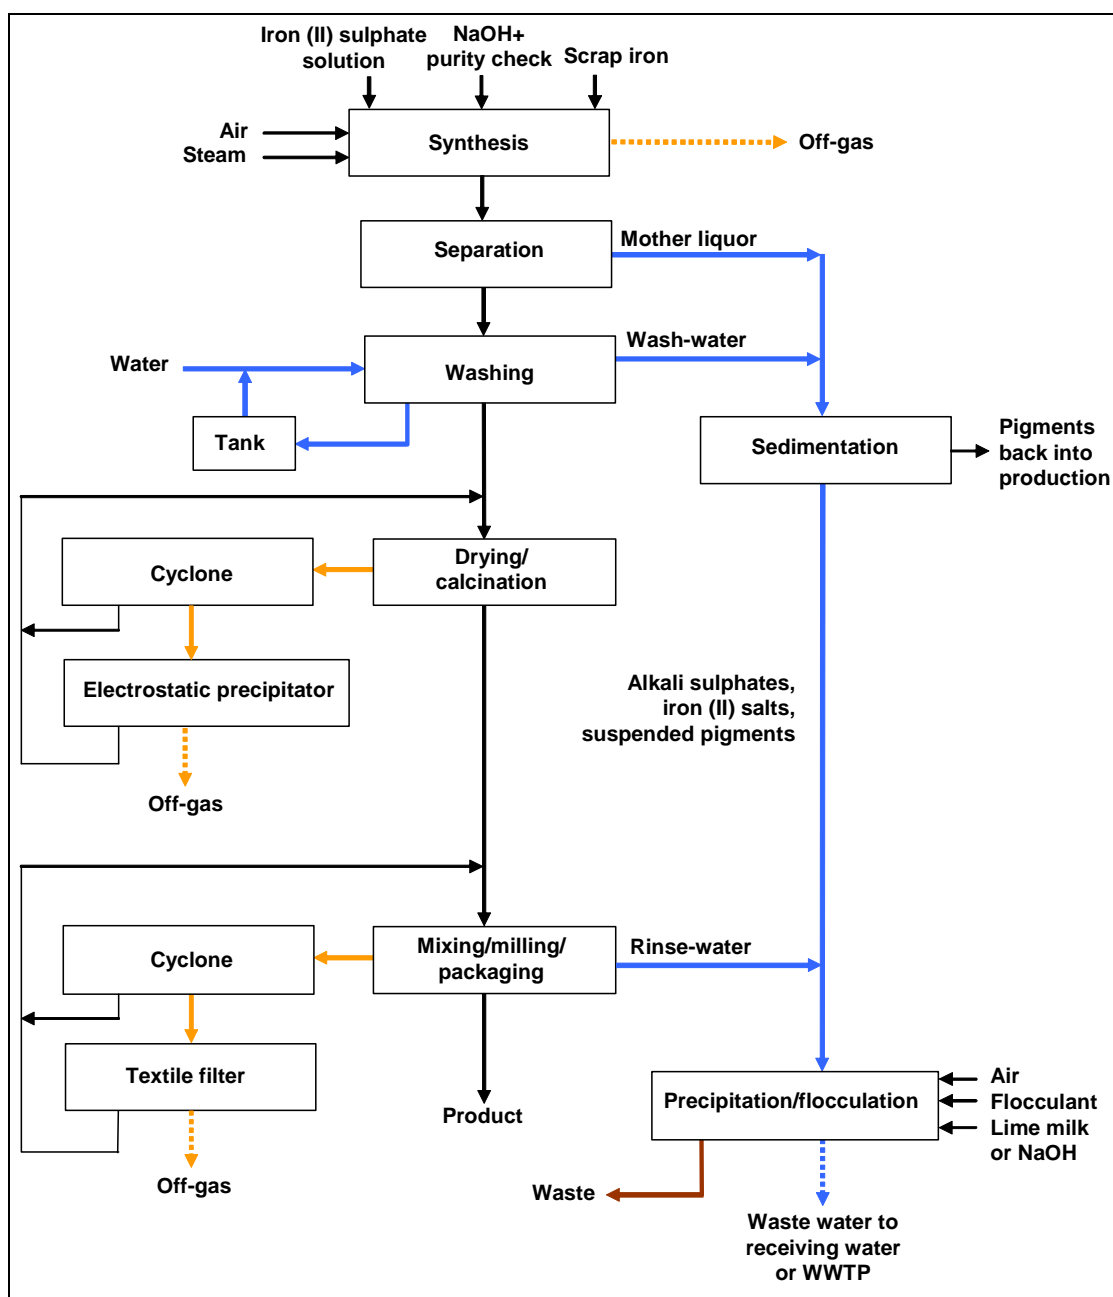 Iron (II) sulphate
solution
NaOH+
purity check
Scrap iron
Air
Steam
Synthesis
Off-gas
Separation
Mother liquor
Water
Washing
Wash-water
Tank
Sedimentation
Pigments
back into
production
Cyclone
Drying/
calcination
Electrostatic precipitator
Alkali sulphates,
iron (II) salts,
suspended pigments
Off-gas
Cyclone
Mixing/milling/
packaging
Rinse-water
Textile filter
Product
Precipitation/flocculation
Air
Flocculant
Lime milk
or NaOH
Off-gas
Waste
Waste water to
receiving water
or WWTP